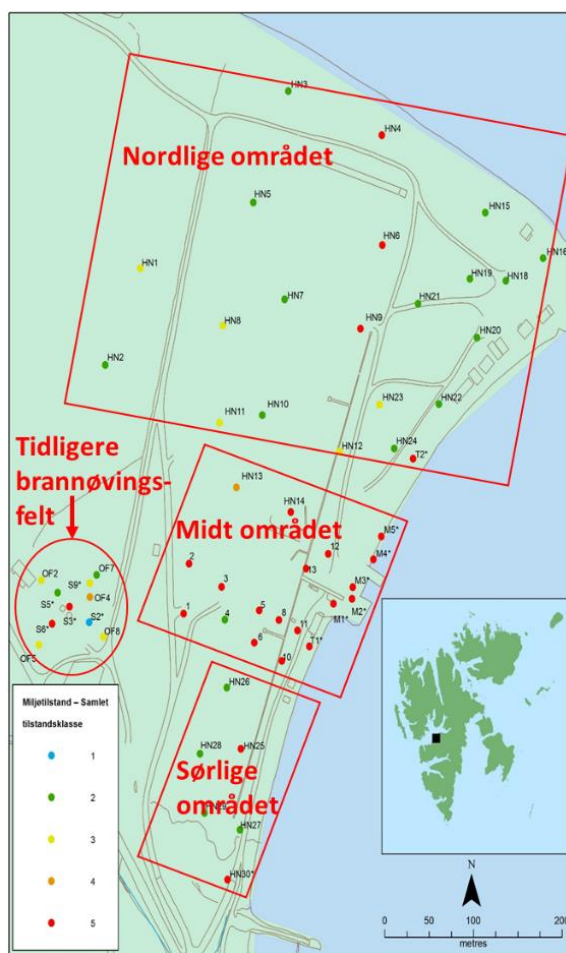 HN3
HN4
Nordlige området
HN5
HN15
HN6
HN16
HN1
HN19
HN18
HN7
HN21
HN8
HN9
HN20
HN2
HN23
HN22
HN10
HN11
HN12
HN24
T2*
Tidligere
brannøvings-
felt
HN13
HN14
Midt området
M5*
M4*
12
2
13
3
M3*
OF2
OF7
S9*
OF4
S5*
S2*
S3*
S6*
OF8
OF5
1
4
5
8
M1*
M2*
11
6
T1*
10
HN26
HN25
HN28
Sørlige
området
HN27
HN30*
Miljøtilstand – Samlet
tilstandsklasse
1
2
3
4
5
N
0
50
100
200
metres